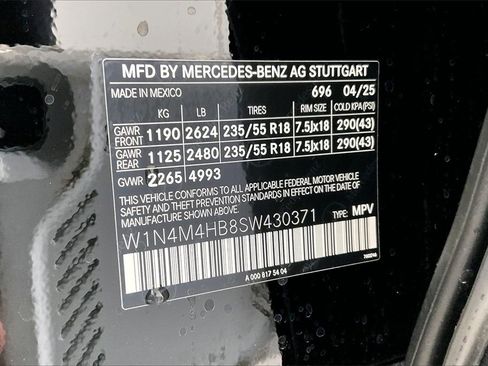 MFD BY MERCEDES-BENZ AG STUTTGART
MADE IN MEXICO 696 04/25
KG LB TIRES RIM SIZE COLD KPA(PSI)
GAWR FRONT 1190 2624 235/55 R18 7.5Jx18 290(43)
GAWR REAR 1125 2480 235/55 R18 7.5Jx18 290(43)
GVWR 2265 4993
THIS VEHICLE CONFORMS TO ALL APPLICABLE FEDERAL MOTOR VEHICLE
SAFETY, BUMPER, AND THEFT PREVENTION STANDARDS IN EFFECT
ON THE DATE OF MANUFACTURE SHOWN ABOVE.
W1N4M4HB8SW430371 TYPE: MPV
A 000 817 54 04